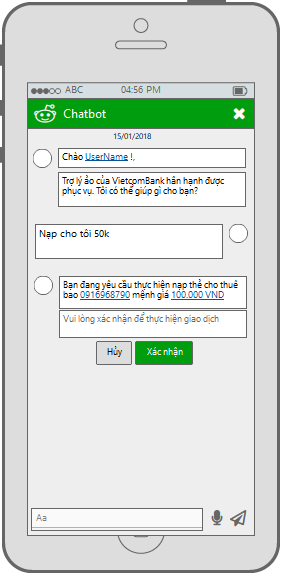 ABC 04:56 PM
Chatbot
15/01/2018
Chào UserName !,
Trợ lý ảo của VietcomBank hân hạnh được
phục vụ. Tôi có thể giúp gì cho bạn?
Nạp cho tôi 50k
Bạn đang yêu cầu thực hiện nạp thẻ cho thuê
bao 0916968790 mệnh giá 100.000 VND
Vui lòng xác nhận để thực hiện giao dịch
Hủy Xác nhận
Aa